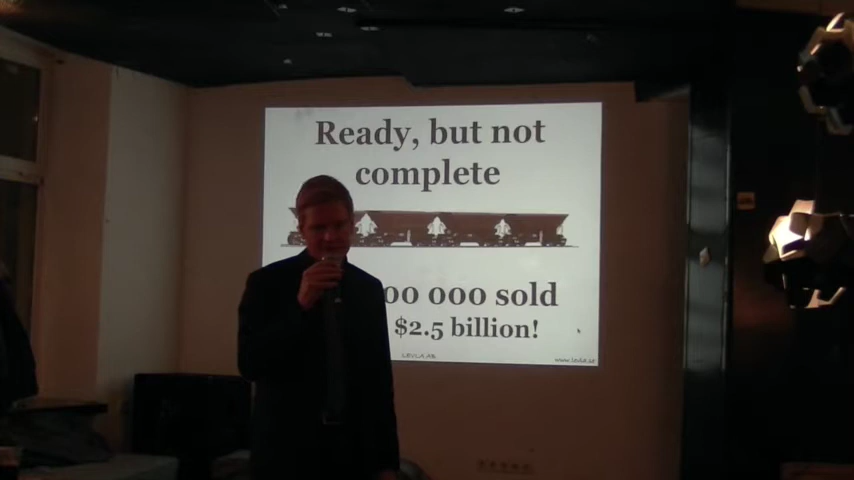 Ready, but not
complete
00 000 sold
$2.5 billion!